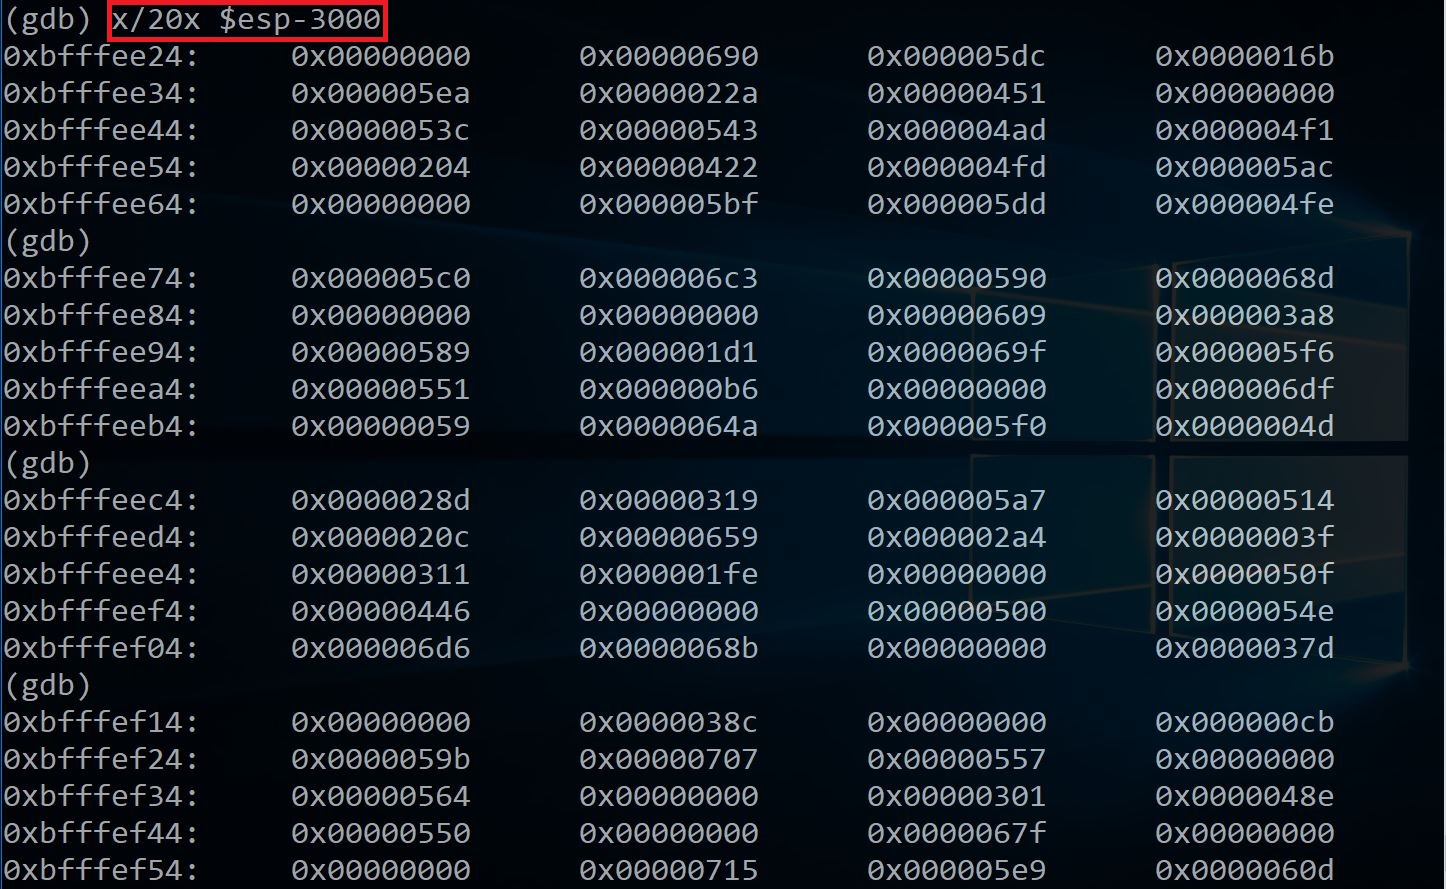 (gdb) x/20x $esp-3000
0xbfffee24: 0x00000000 0x00000690 0x000005dc 0x0000016b
0xbfffee34: 0x000005ea 0x0000022a 0x00000451 0x00000000
0xbfffee44: 0x0000053c 0x00000543 0x000004ad 0x000004f1
0xbfffee54: 0x00000204 0x00000422 0x000004fd 0x000005ac
0xbfffee64: 0x00000000 0x000005bf 0x000005dd 0x000004fe
(gdb)
0xbfffee74: 0x000005c0 0x000006c3 0x00000590 0x0000068d
0xbfffee84: 0x00000000 0x00000000 0x00000609 0x000003a8
0xbfffee94: 0x00000589 0x000001d1 0x0000069f 0x000005f6
0xbfffeea4: 0x00000551 0x000000b6 0x00000000 0x000006df
0xbfffeeb4: 0x00000059 0x0000064a 0x000005f0 0x0000004d
(gdb)
0xbfffeec4: 0x0000028d 0x00000319 0x000005a7 0x00000514
0xbfffeed4: 0x0000020c 0x00000659 0x000002a4 0x0000003f
0xbfffeee4: 0x00000311 0x000001fe 0x00000000 0x0000050f
0xbfffeef4: 0x00000446 0x00000000 0x00000500 0x0000054e
0xbfffef04: 0x000006d6 0x0000068b 0x00000000 0x0000037d
(gdb)
0xbfffef14: 0x00000000 0x0000038c 0x00000000 0x000000cb
0xbfffef24: 0x0000059b 0x00000707 0x00000557 0x00000000
0xbfffef34: 0x00000564 0x00000000 0x00000301 0x0000048e
0xbfffef44: 0x00000550 0x00000000 0x0000067f 0x00000000
0xbfffef54: 0x00000000 0x00000715 0x000005e9 0x0000060d